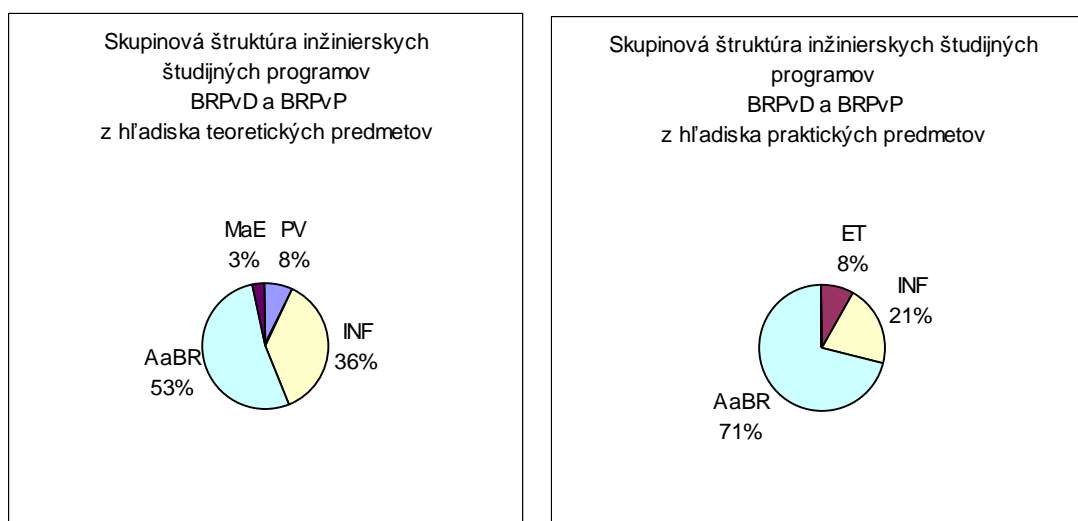 Skupinová štruktúra inžinierskych
študijných programov
BRPvD a BRPvP
z hľadiska teoretických predmetov
MaE
3%
PV
8%
INF
36%
AaBR
53%
Skupinová štruktúra inžinierskych študijných
programov
BRPvD a BRPvP
z hľadiska praktických predmetov
ET
8%
INF
21%
AaBR
71%